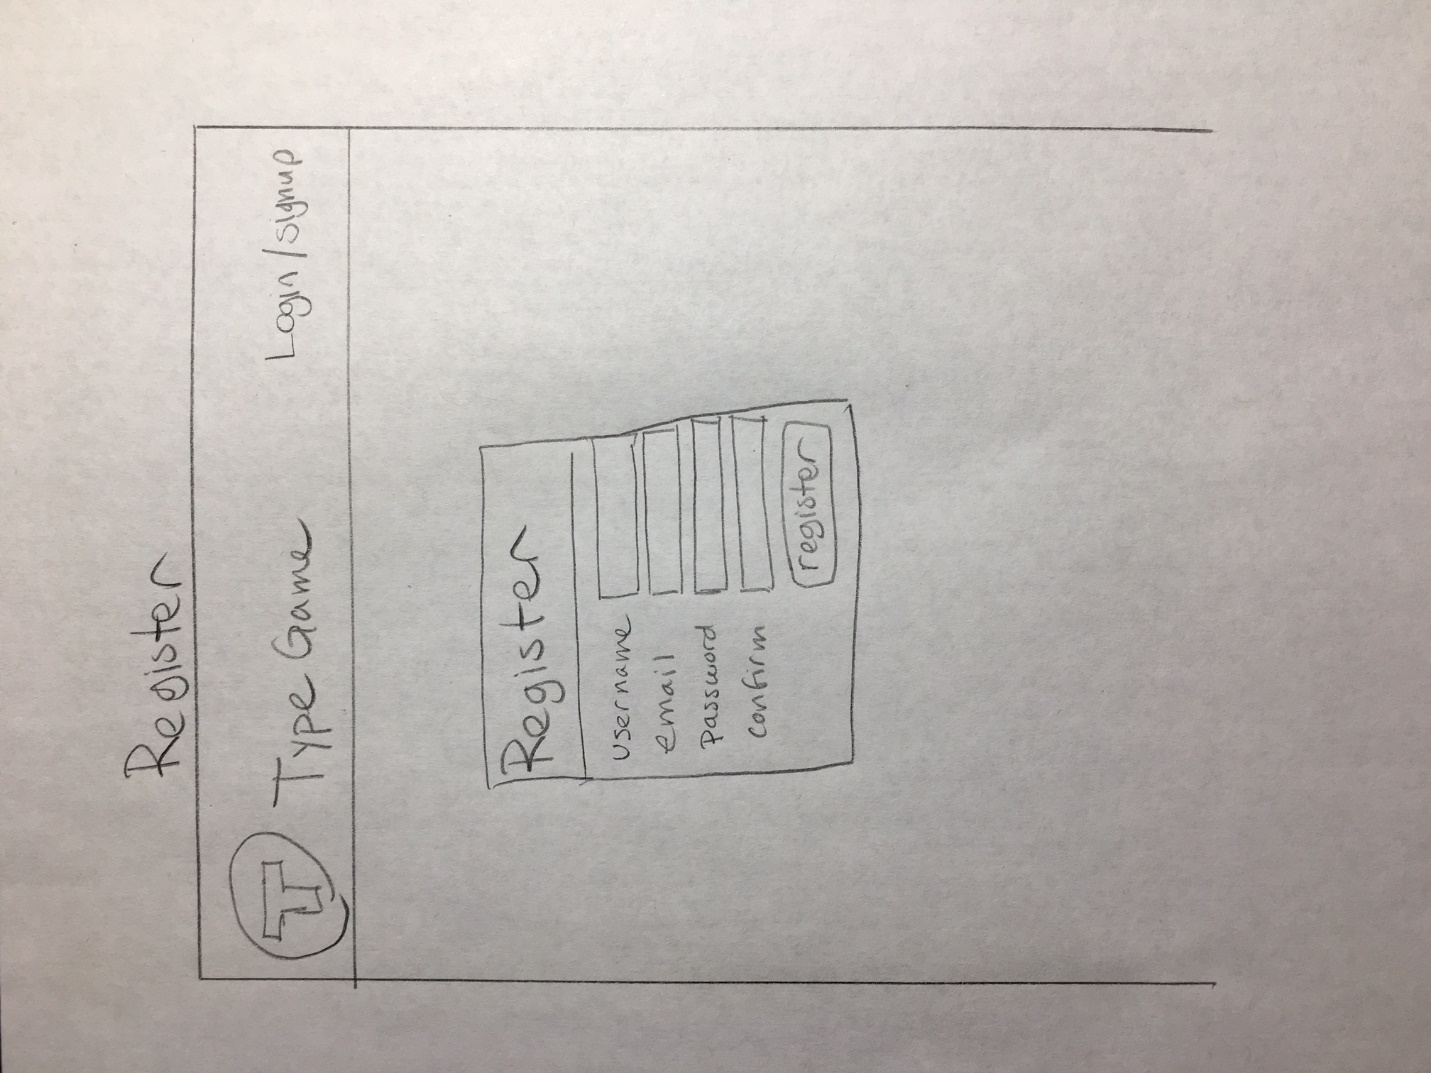 Register
T Type Game Login/signup
Register
Username
email
Password
confirm
register